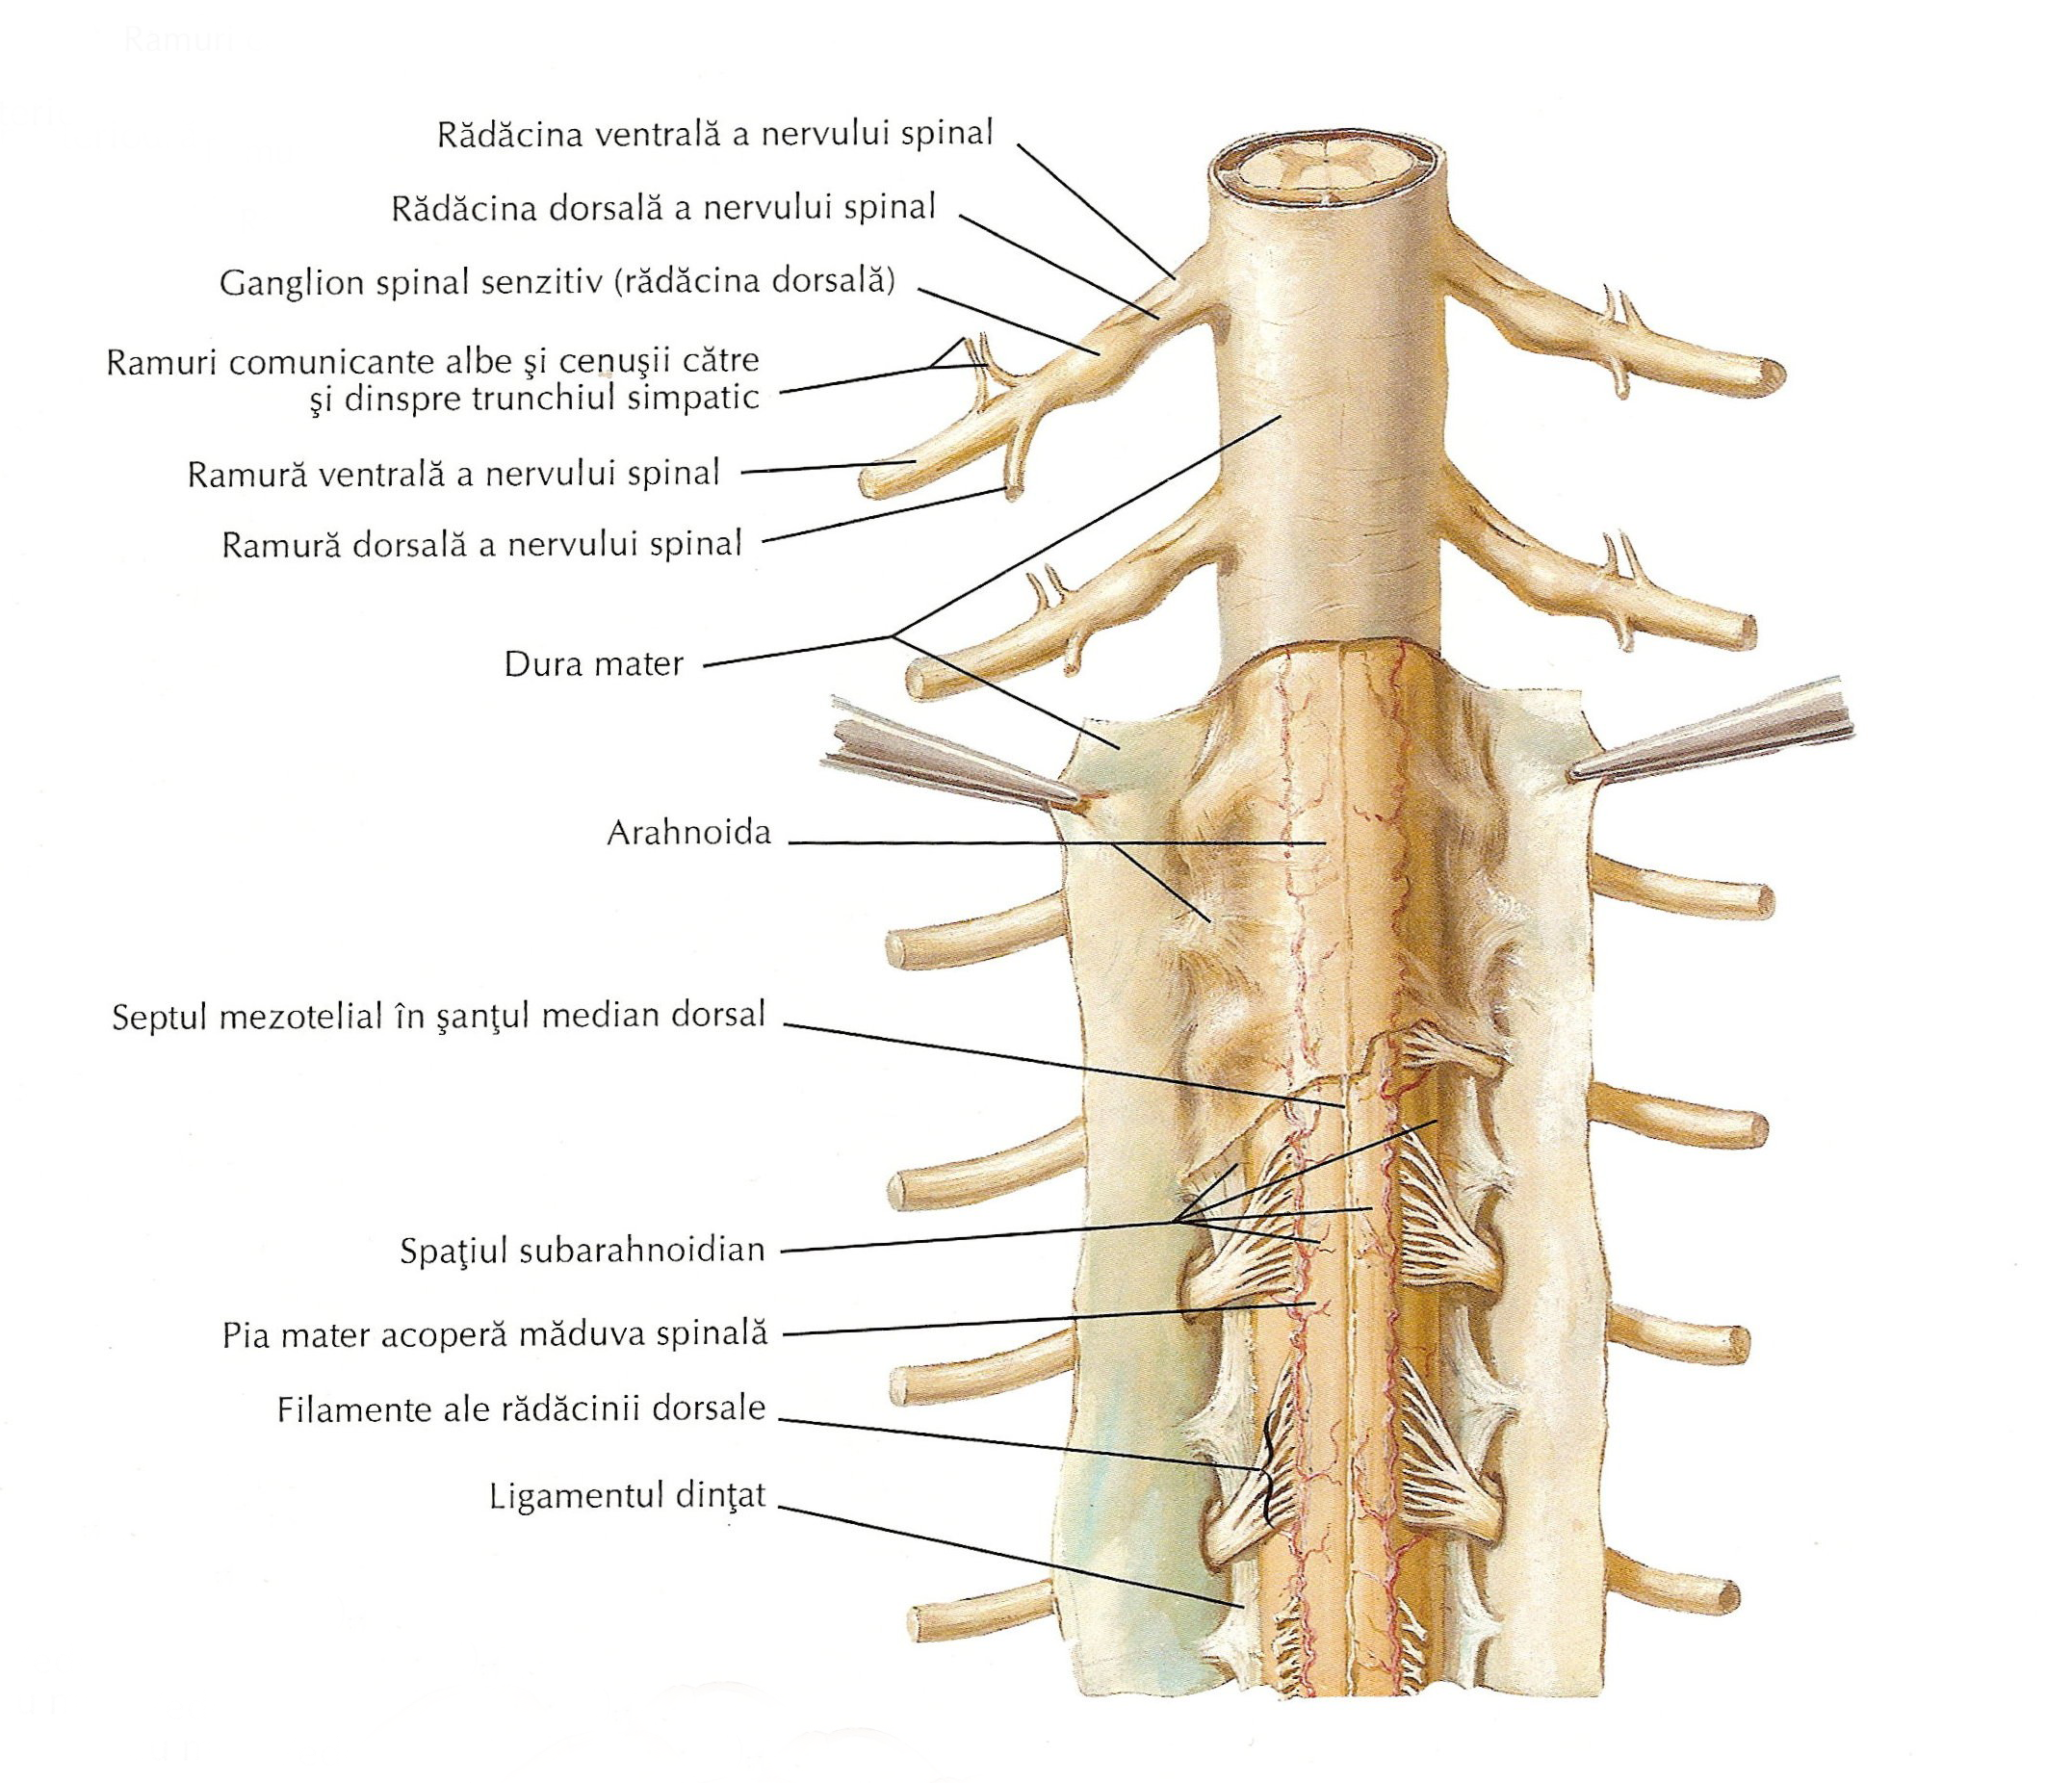 Ramuri
Rădăcina ventrală a nervului spinal
Rădăcina dorsală a nervului spinal
Ganglion spinal senzitiv (rădăcina dorsală)
Ramuri comunicante albe şi cenuşii către
şi dinspre trunchiul simpatic
Ramură ventrală a nervului spinal
Ramură dorsală a nervului spinal
Dura mater
Arahnoida
Septul mezotelial în şanţul median dorsal
Spaţiul subarahnoidian
Pia mater acoperă măduva spinală
Filamente ale rădăcinii dorsale
Ligamentul dinţat